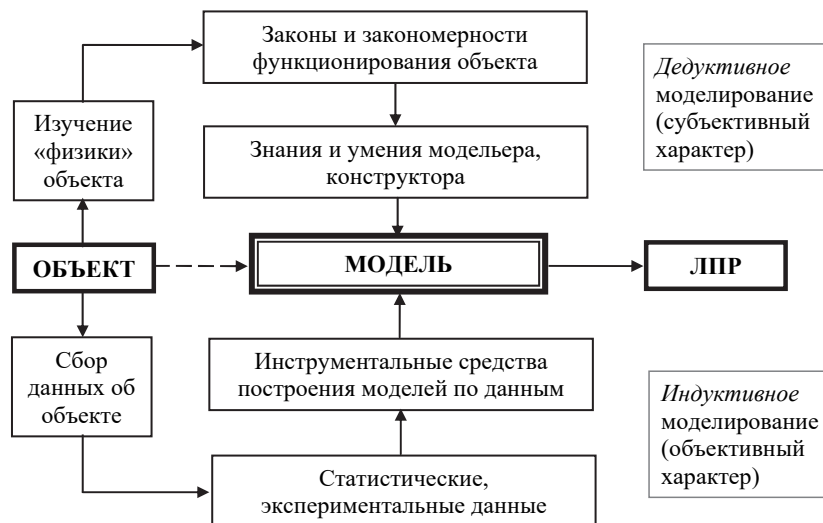 Законы и закономерности
функционирования объекта
Дедуктивное
моделирование
(субъективный
характер)
Изучение
«физики»
объекта
Знания и умения модельера,
конструктора
ОБЪЕКТ
МОДЕЛЬ
ЛПР
Сбор
данных об
объекте
Инструментальные средства
построения моделей по данным
Индуктивное
моделирование
(объективный
характер)
Статистические,
экспериментальные данные